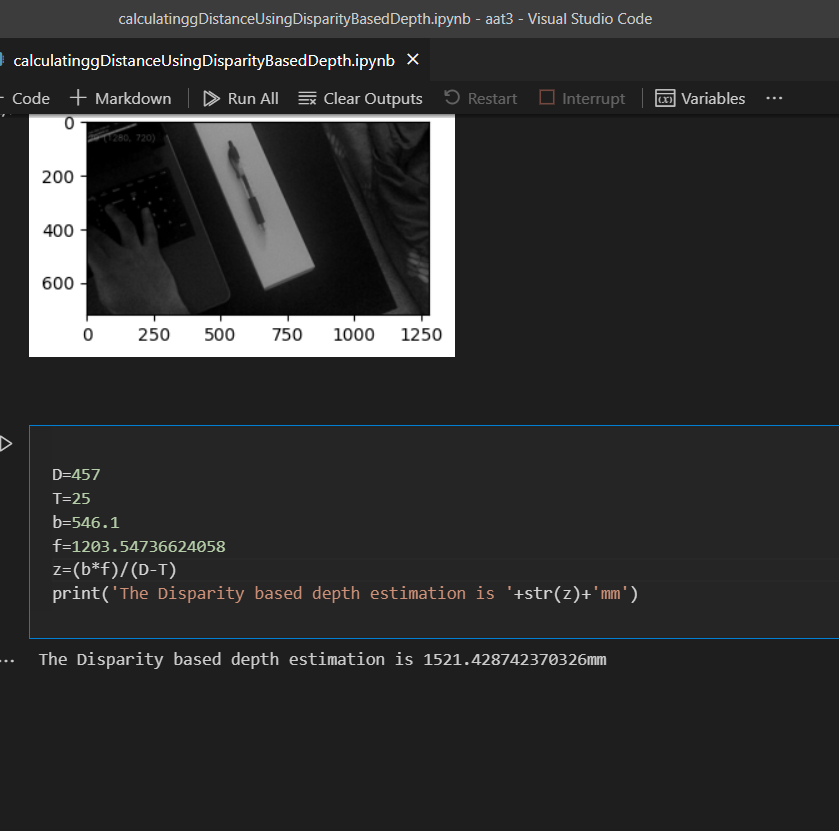 calculatinggDistanceUsingDisparityBasedDepth.ipynb - aat3 - Visual Studio Code
calculatinggDistanceUsingDisparityBasedDepth.ipynb ×
Code + Markdown Run All Clear Outputs Restart Interrupt (x) Variables ...
0
(1280, 720)
200
400
600
0 250 500 750 1000 1250
D=457
T=25
b=546.1
f=1203.54736624058
z=(b*f)/(D-T)
print('The Disparity based depth estimation is '+str(z)+'mm')
... The Disparity based depth estimation is 1521.428742370326mm